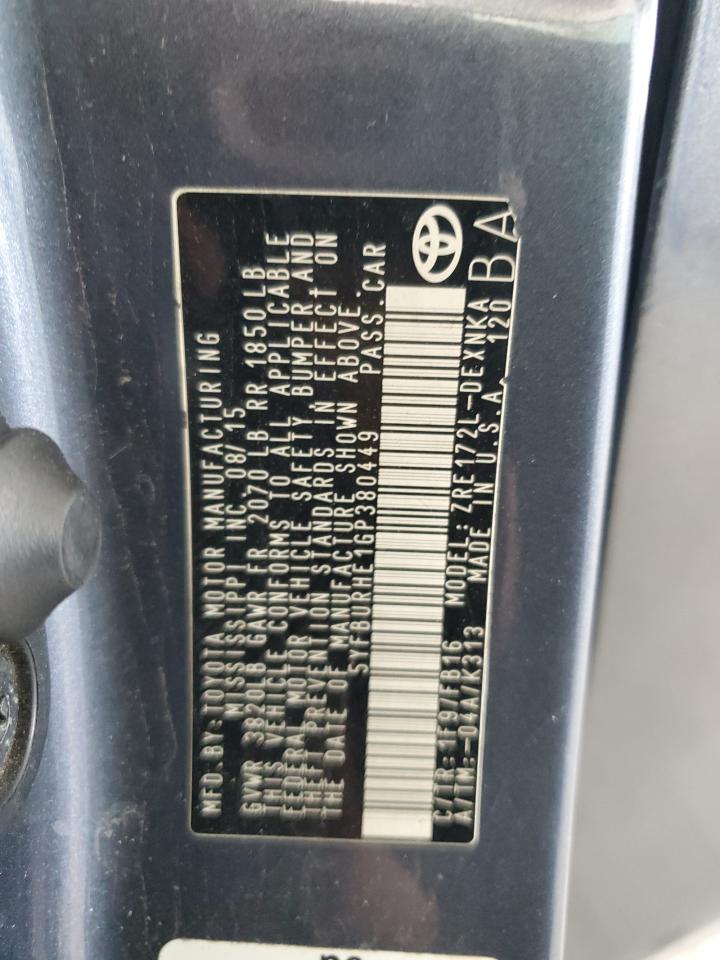 MFD.BY:TOYOTA MOTOR MANUFACTURING
MISSISSIPPI INC. 08/15
GVWR 3820LB GAWR FR 2070 LB RR 1850 LB
THIS VEHICLE CONFORMS TO ALL APPLICABLE
FEDERAL MOTOR VEHICLE SAFETY BUMPER AND
THEFT PREVENTION STANDARDS IN EFFECT ON
THE DATE OF MANUFACTURE SHOWN ABOVE.
5YFBURHE1GP380449 PASS.CAR
C/TR:1F9/FB16 MODEL:ZRE172L-DEXNKA
A/TM:-04A/K313 MADE IN U.S.A. 120
BA